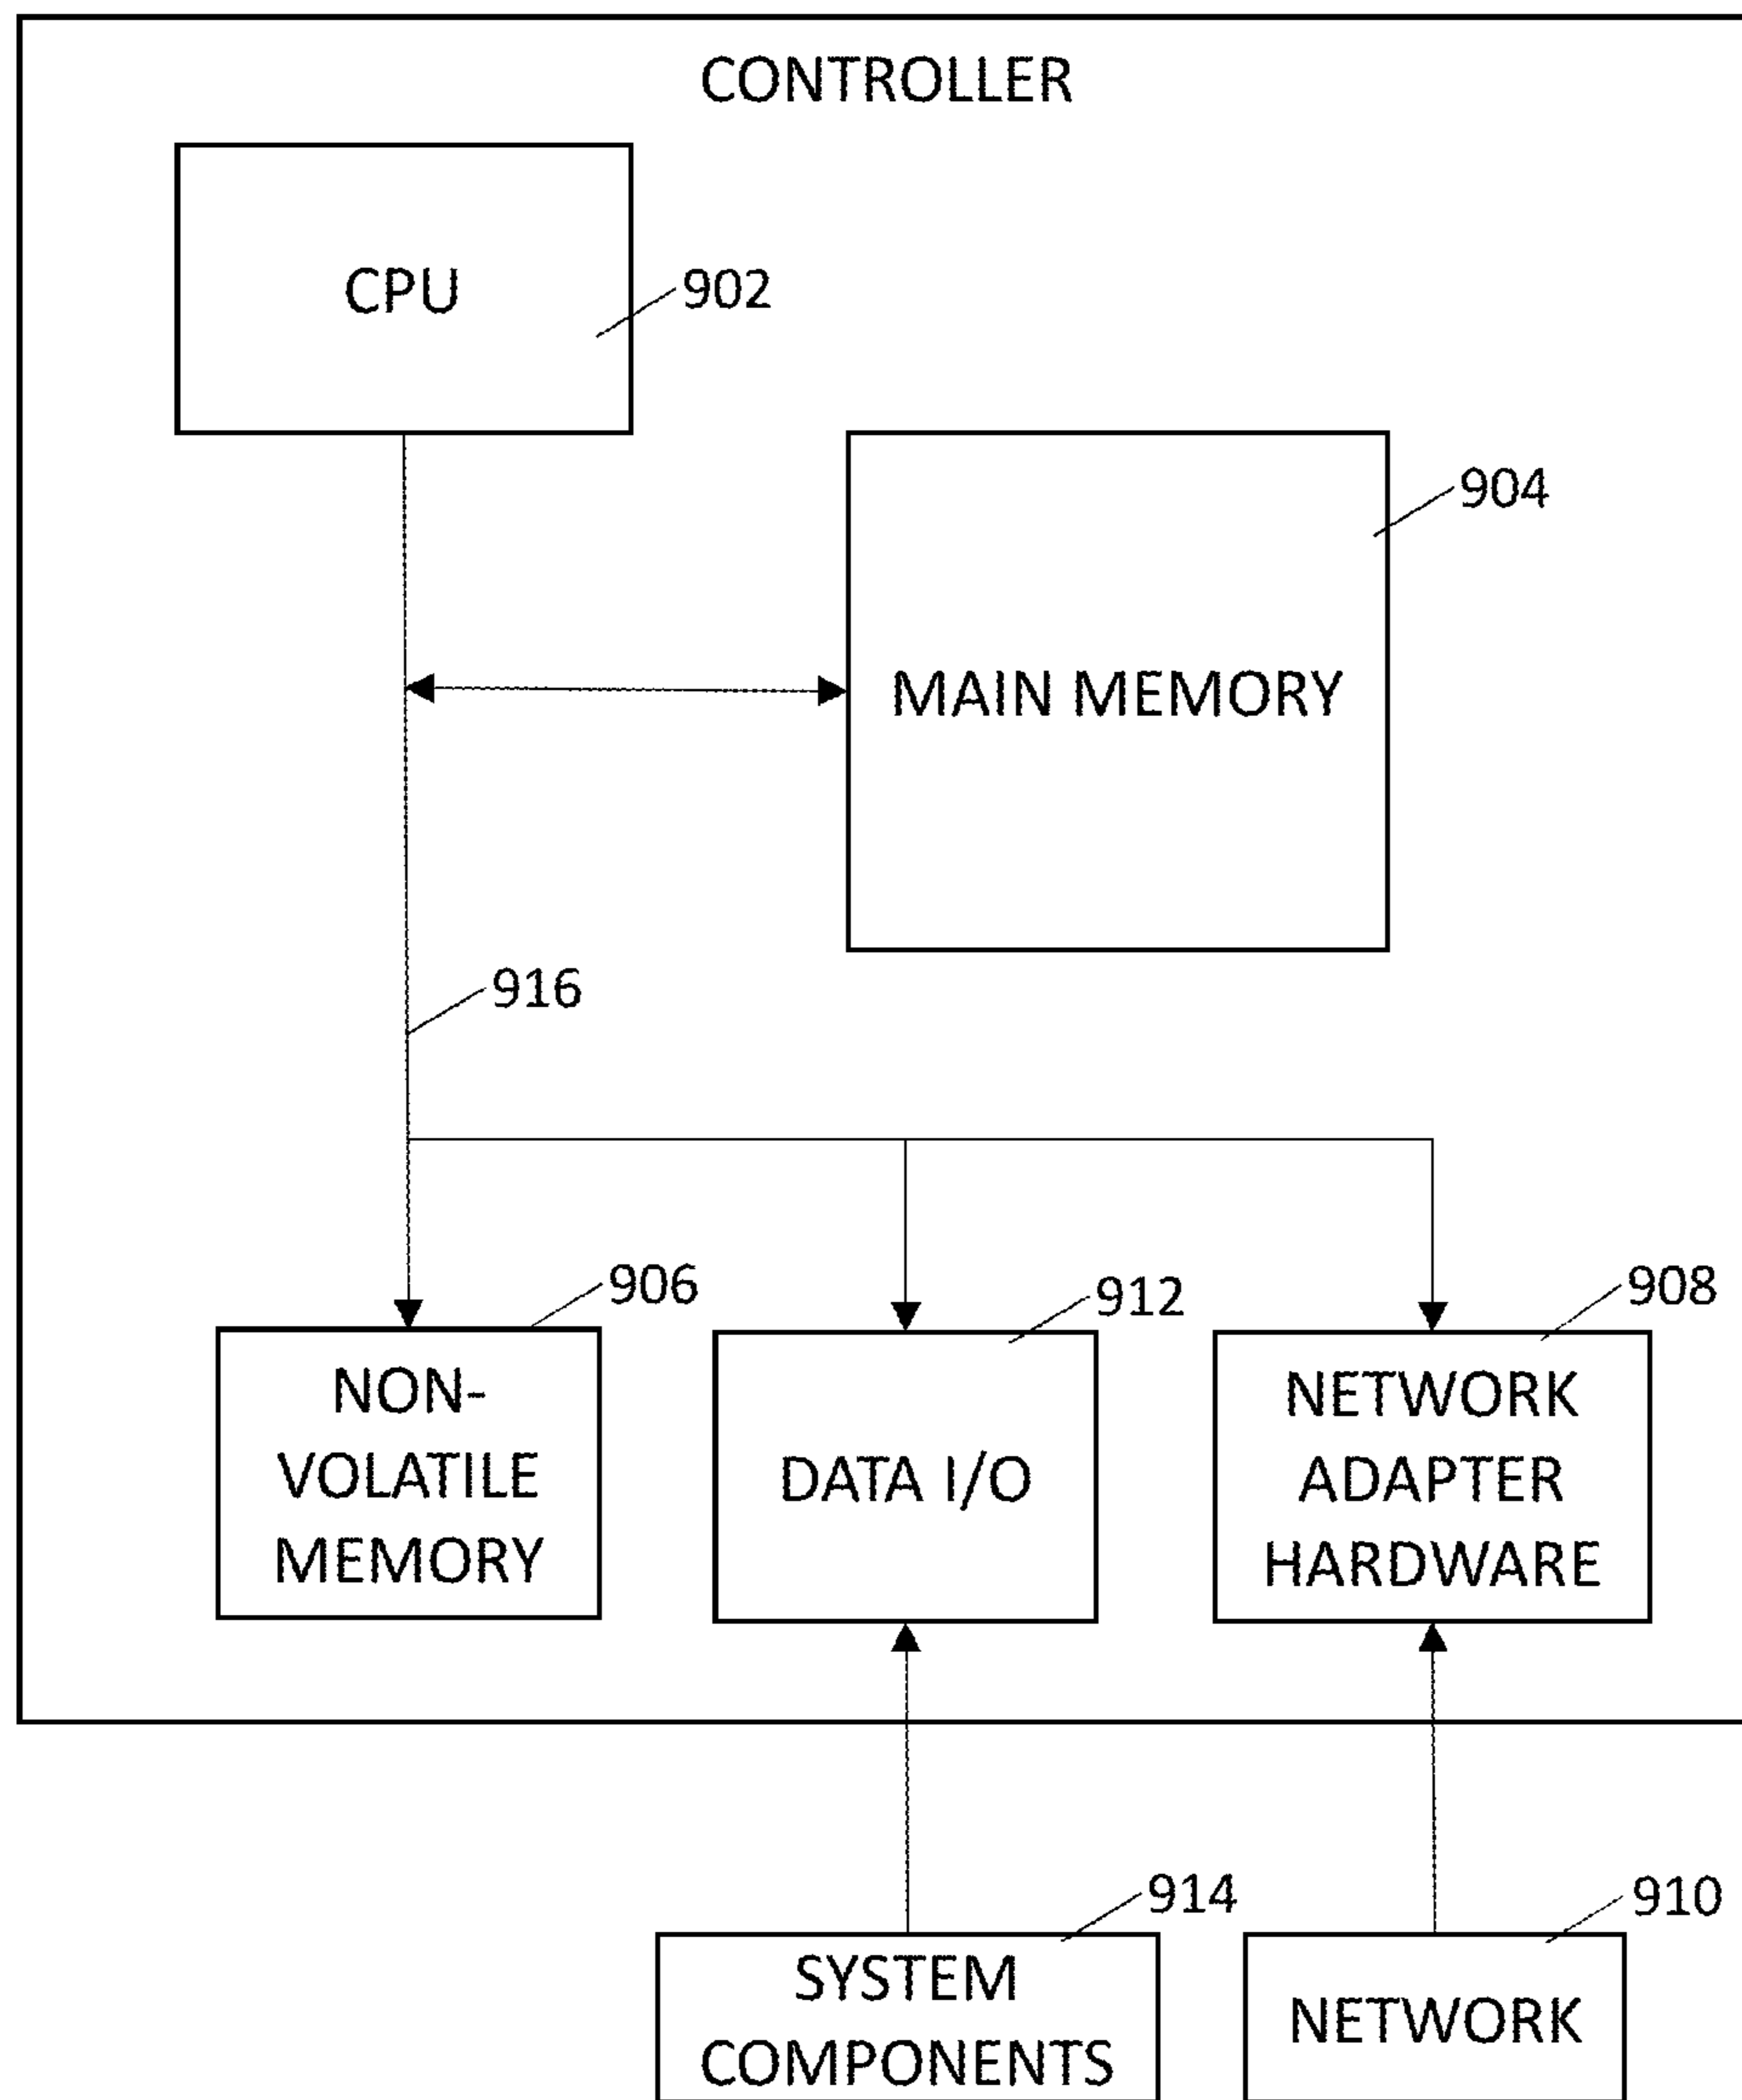 CONTROLLER
CPU
902
904
MAIN MEMORY
916
906
NON-
VOLATILE
MEMORY
912
DATA I/O
908
NETWORK
ADAPTER
HARDWARE
914
SYSTEM
COMPONENTS
910
NETWORK